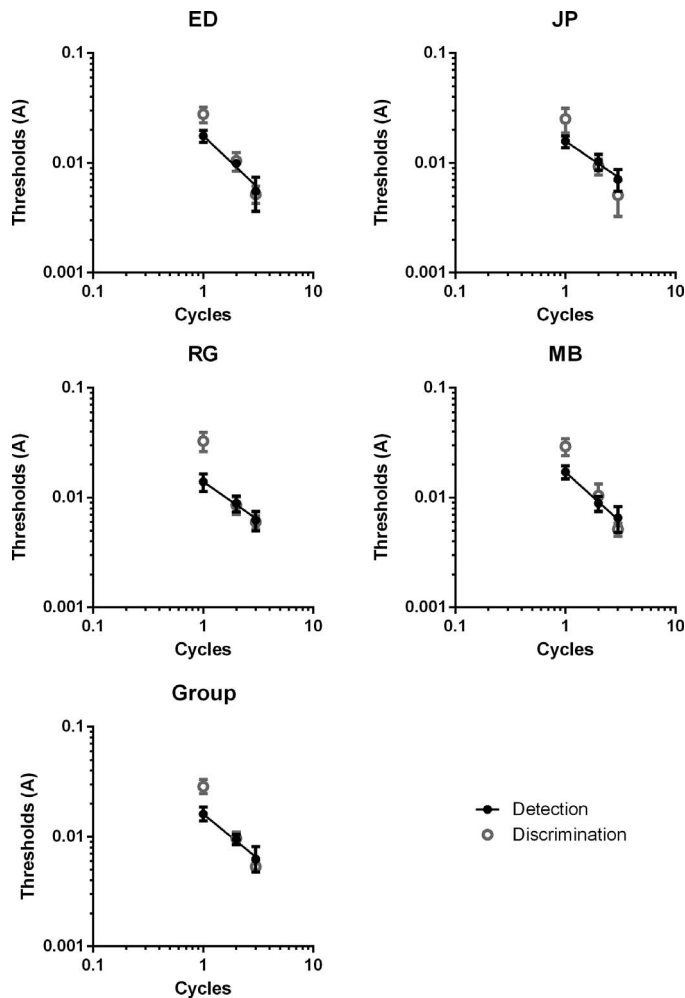 ED
0.1
0.01
0.001
Thresholds (A)
0.1
1
10
Cycles
JP
0.1
0.01
0.001
Thresholds (A)
0.1
1
10
Cycles
RG
0.1
0.01
0.001
Thresholds (A)
0.1
1
10
Cycles
MB
0.1
0.01
0.001
Thresholds (A)
0.1
1
10
Cycles
Group
0.1
0.01
0.001
Thresholds (A)
0.1
1
10
Cycles
Detection
Discrimination